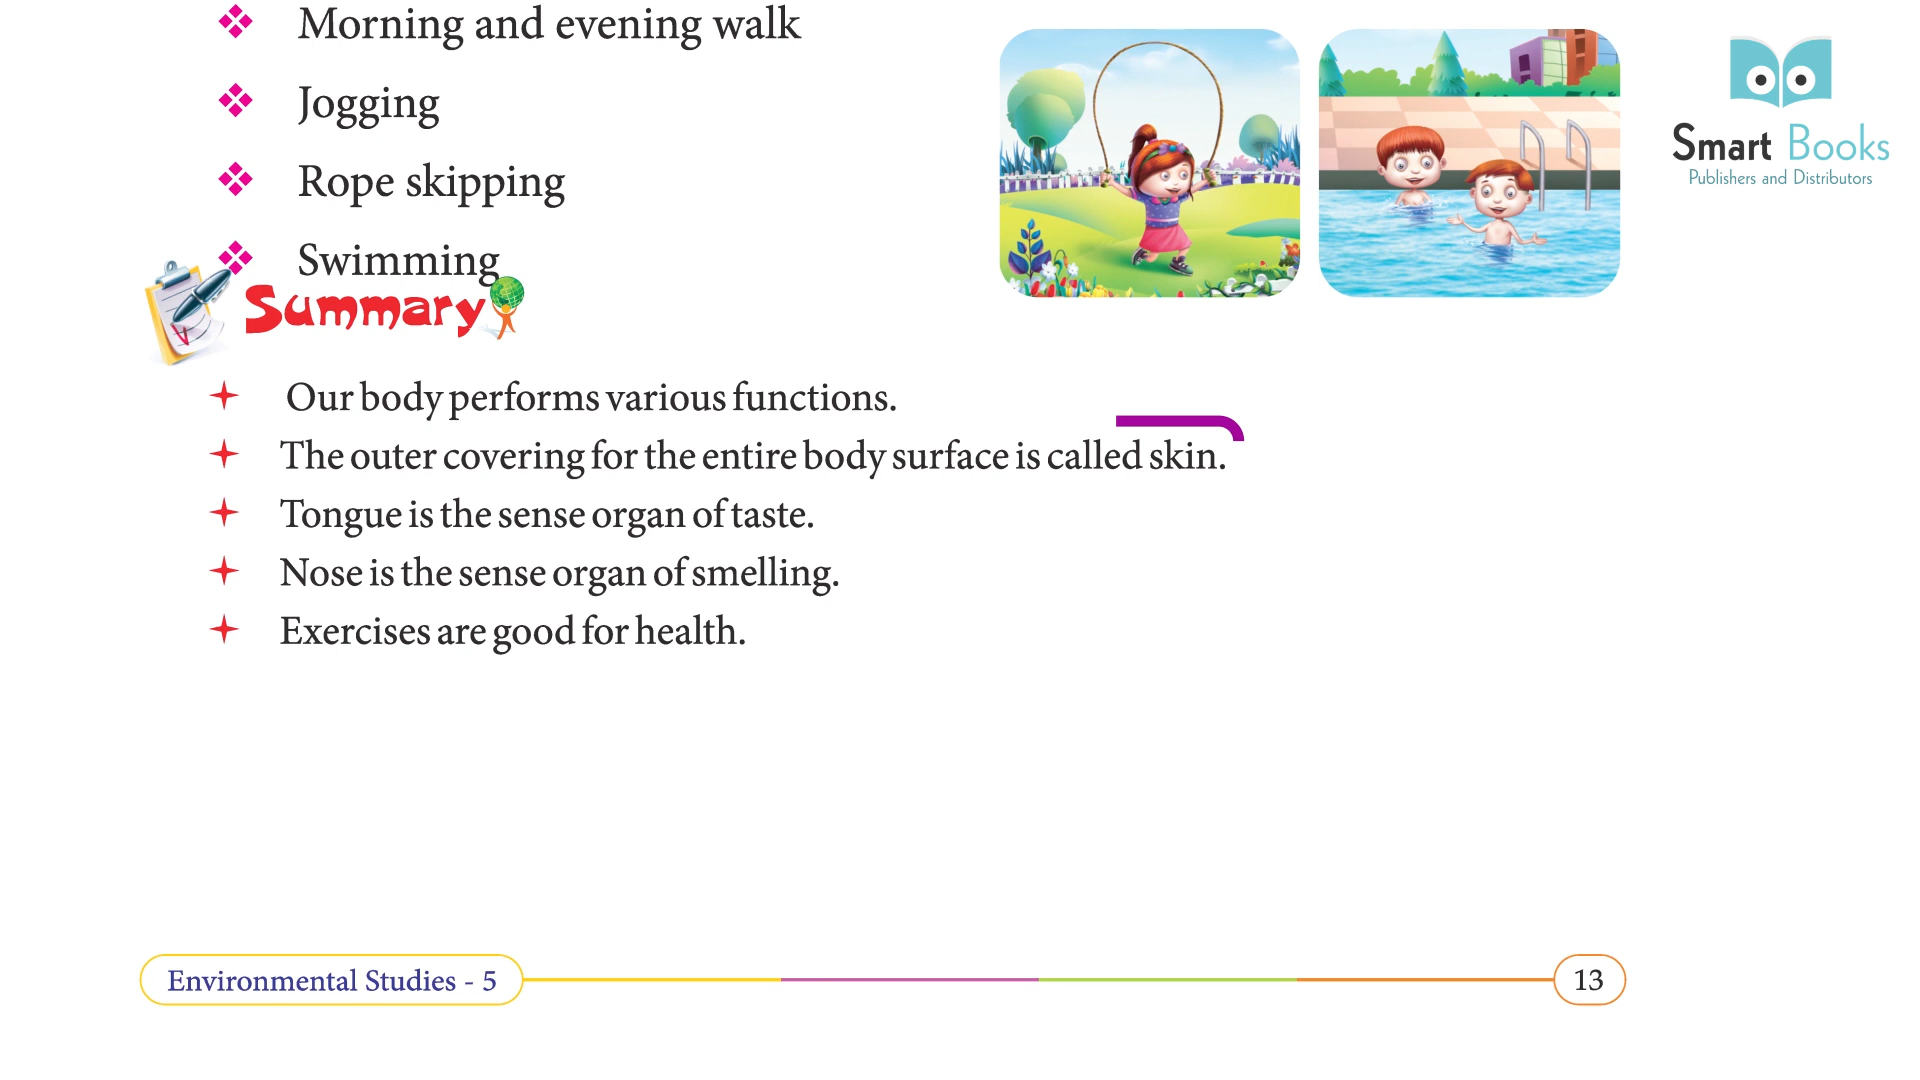 Morning and evening walk
Jogging
Rope skipping
Swimming
Smart Books
Publishers and Distributors
Summary
Our body performs various functions.
The outer covering for the entire body surface is called skin.
Tongue is the sense organ of taste.
Nose is the sense organ of smelling.
Exercises are good for health.
Environmental Studies - 5
13